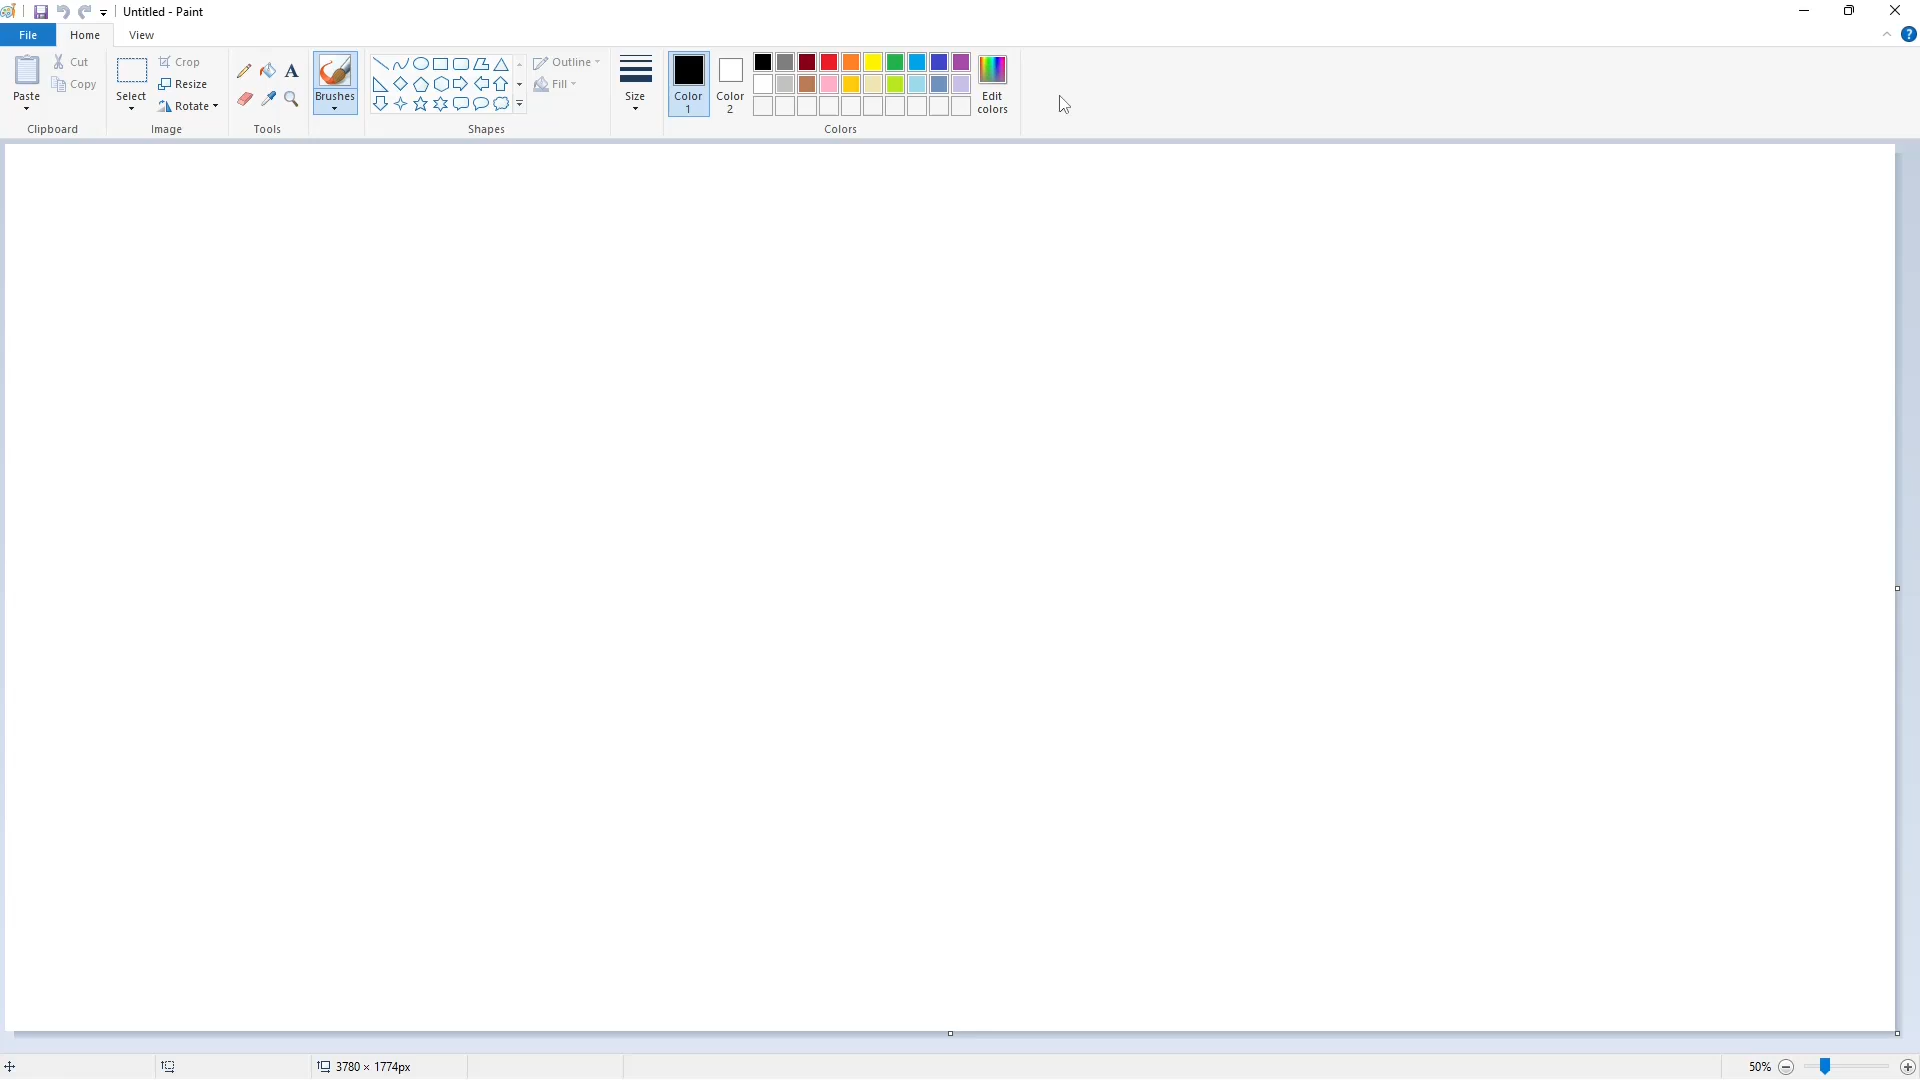 Untitled - Paint
File Home View
Paste Cut Copy Clipboard
Select Crop Resize Rotate Image
A Tools
Brushes
Outline Fill Shapes
Size
Color 1 Color 2 Edit colors Colors
?
3780 × 1774px 50%